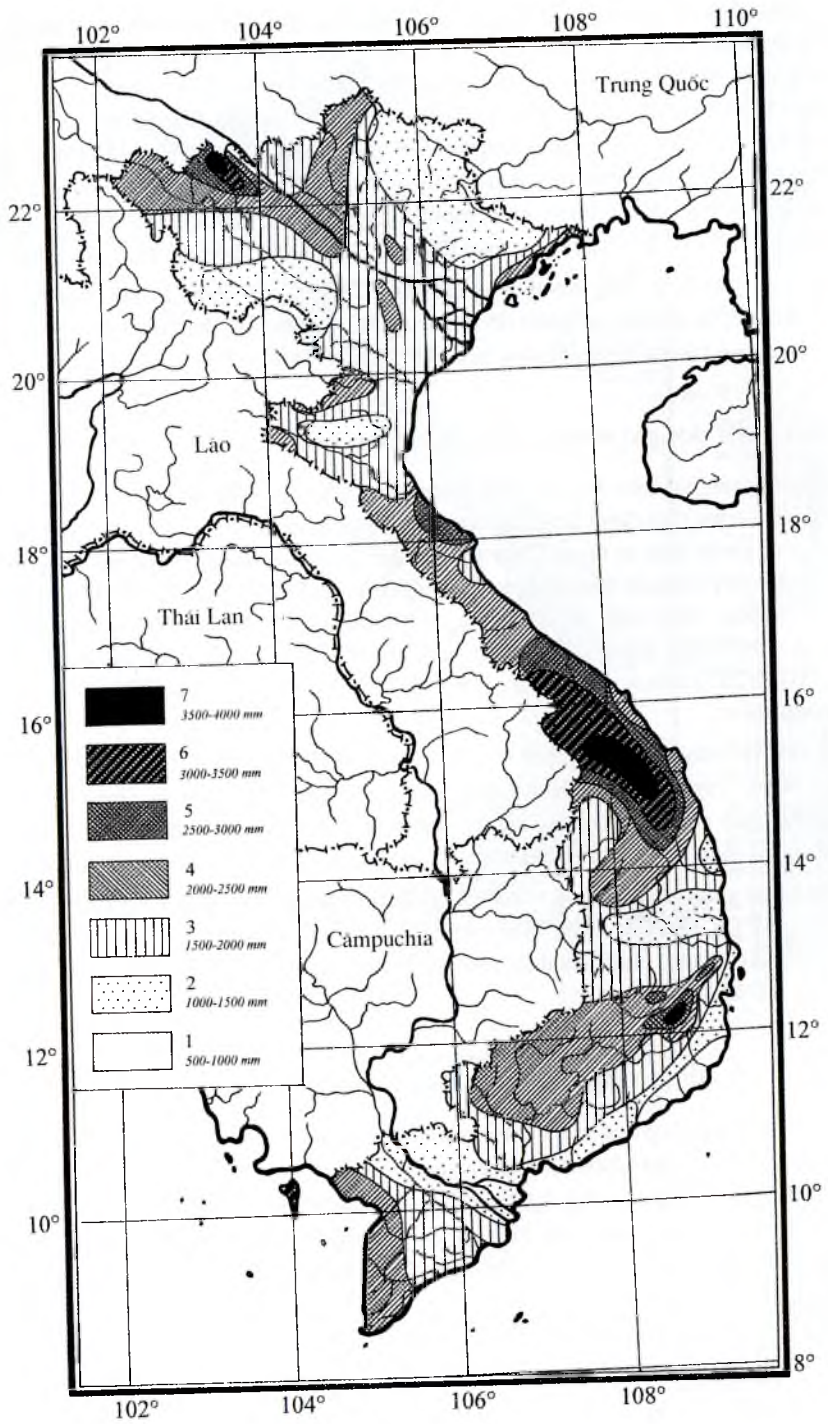 102° 104° 106° 108° 110°
Trung Quốc
22° 22°
20° 20°
Lào
18° 18°
Thái Lan
7
3500-4000 mm
16° 16°
6
3000-3500 mm
5
2500-3000 mm
4
2000-2500 mm
14° 14°
3
1500-2000 mm
Cămpuchia
2
1000-1500 mm
12° 12°
1
500-1000 mm
10° 10°
8°
102° 104° 106° 108°